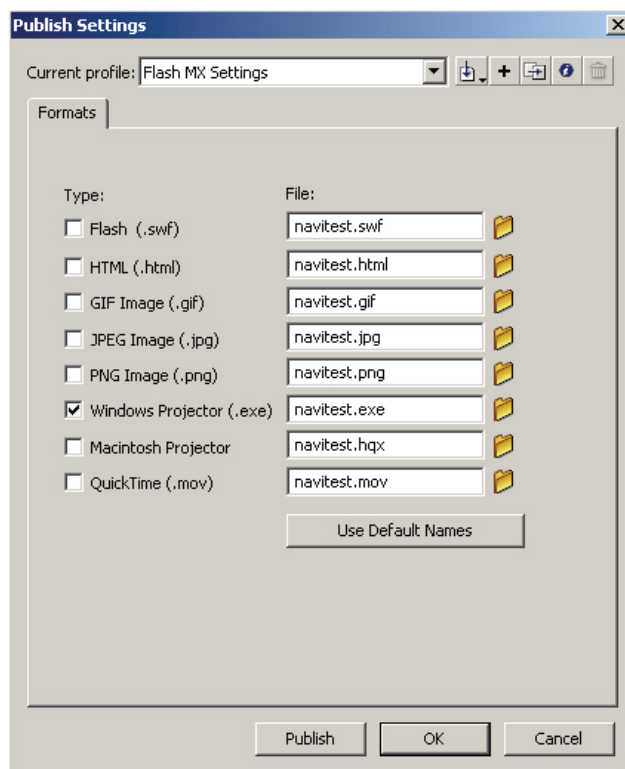 Publish Settings
Current profile: Flash MX Settings
Formats
Type: File:
Flash (.swf) navitest.swf
HTML (.html) navitest.html
GIF Image (.gif) navitest.gif
JPEG Image (.jpg) navitest.jpg
PNG Image (.png) navitest.png
Windows Projector (.exe) navitest.exe
Macintosh Projector navitest.hqx
QuickTime (.mov) navitest.mov
Use Default Names
Publish OK Cancel